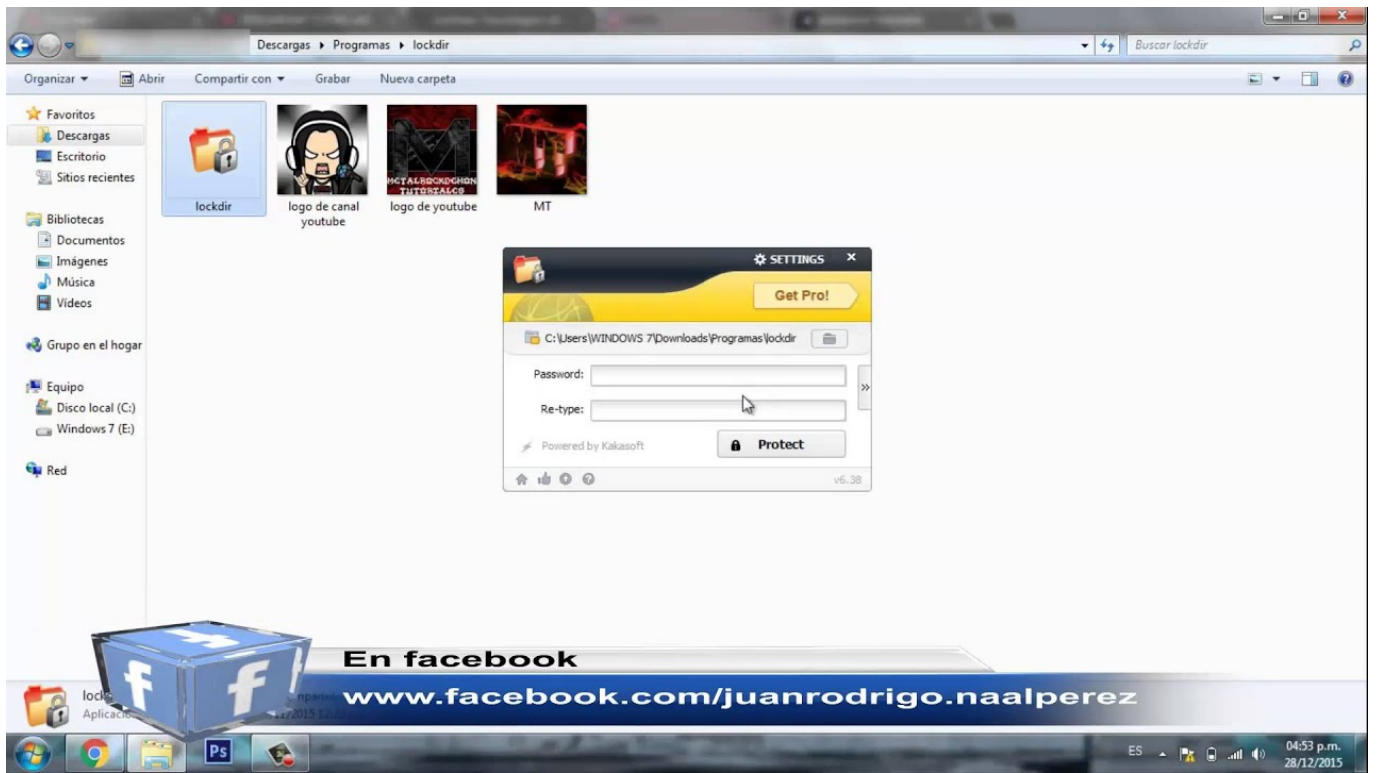 Descargas ▸ Programas ▸ lockdir
Buscar lockdir
Organizar
Abrir
Compartir con
Grabar
Nueva carpeta
Favoritos
Descargas
Escritorio
Sitios recientes
Bibliotecas
Documentos
Imágenes
Música
Vídeos
Grupo en el hogar
Equipo
Disco local (C:)
Windows 7 (E:)
Red
lockdir
logo de canal
youtube
METALROCKDGHON
TUTORIALES
logo de youtube
MT
SETTINGS
Get Pro!
C:\Users\WINDOWS 7\Downloads\Programas\lockdir
Password:
Re-type:
Powered by Kakasoft
Protect
v6.38
En facebook
www.facebook.com/juanrodrigo.naalperez
Ps
ES
04:53 p.m.
28/12/2015